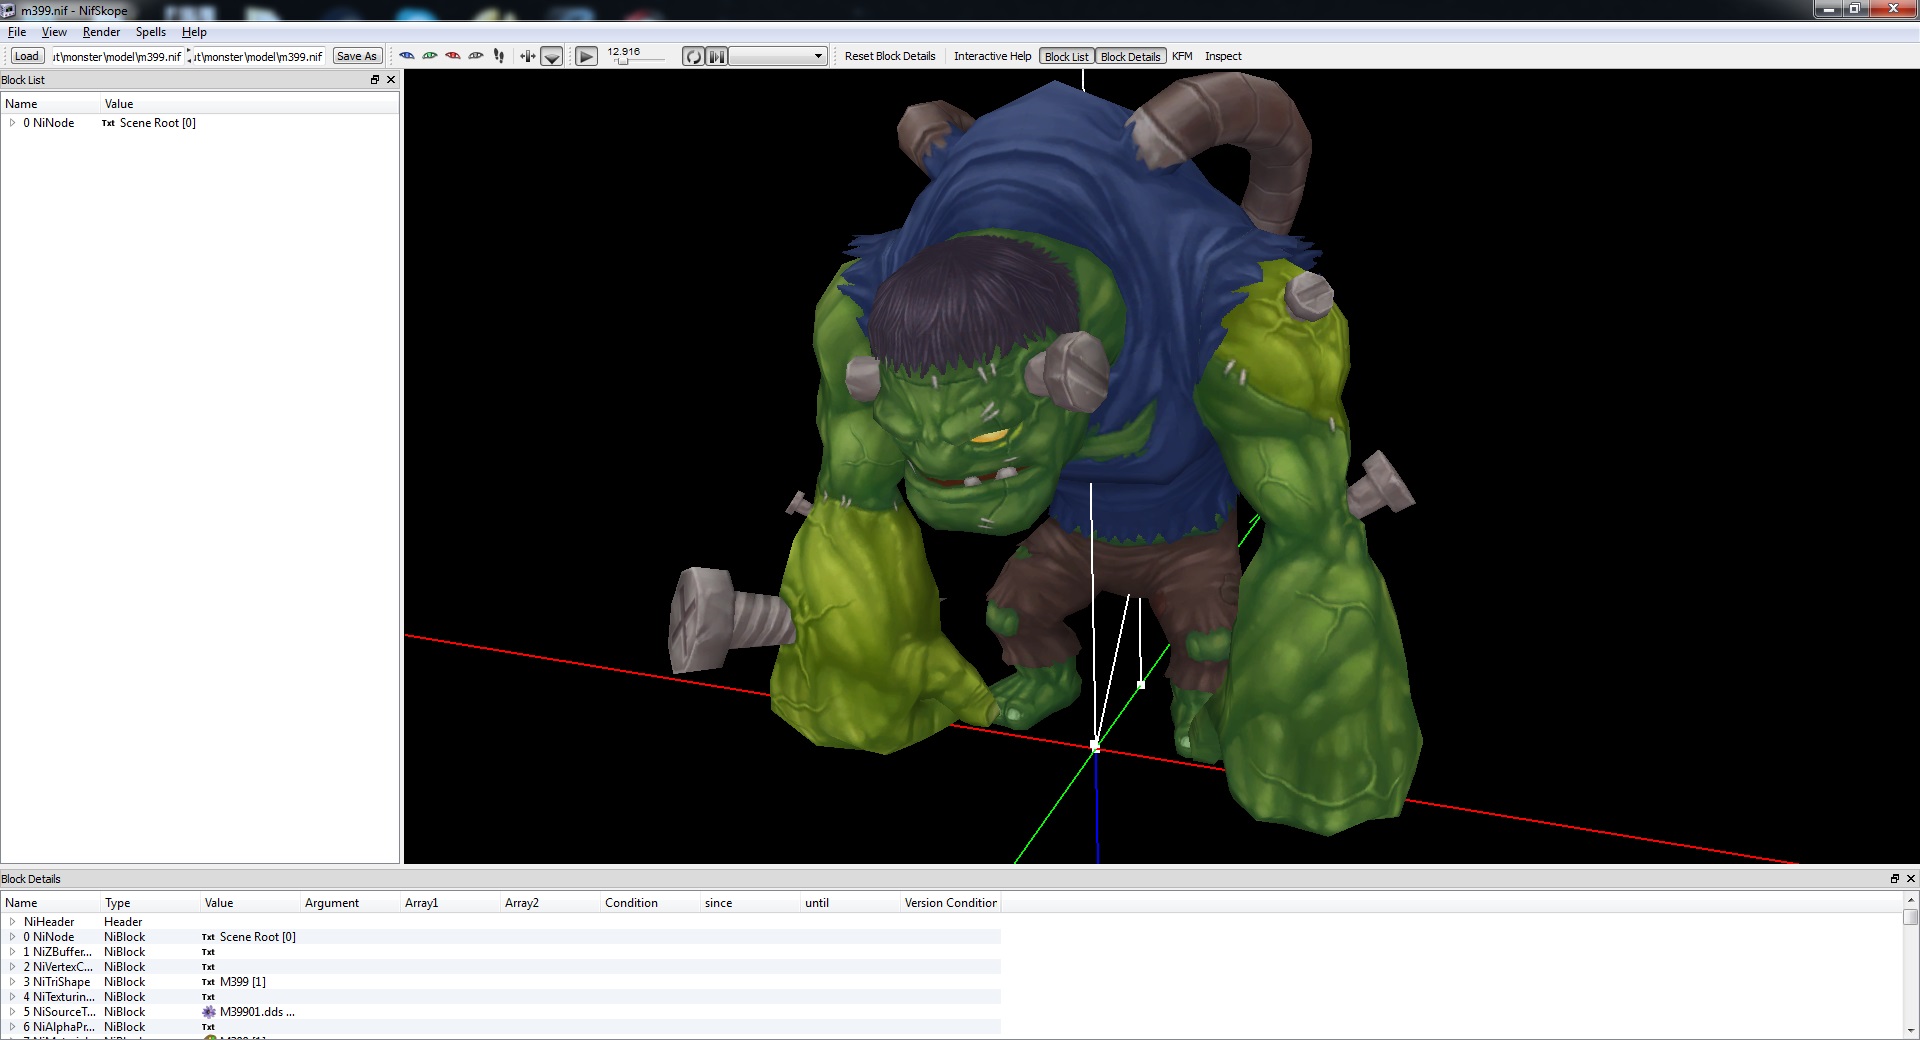 m399.nif - NifSkope
File View Render Spells Help
Load ut\monster\model\m399.nif ut\monster\model\m399.nif Save As 12.916 Reset Block Details Interactive Help Block List Block Details KFM Inspect
Block List
Name Value
0 NiNode Txt Scene Root [0]
Block Details
Name Type Value Argument Array1 Array2 Condition since until Version Condition
NiHeader Header
0 NiNode NiBlock Txt Scene Root [0]
1 NiZBuffer... NiBlock Txt
2 NiVertexC... NiBlock Txt
3 NiTriShape NiBlock Txt M399 [1]
4 NiTexturin... NiBlock Txt
5 NiSourceT... NiBlock M39901.dds ...
6 NiAlphaPr... NiBlock Txt